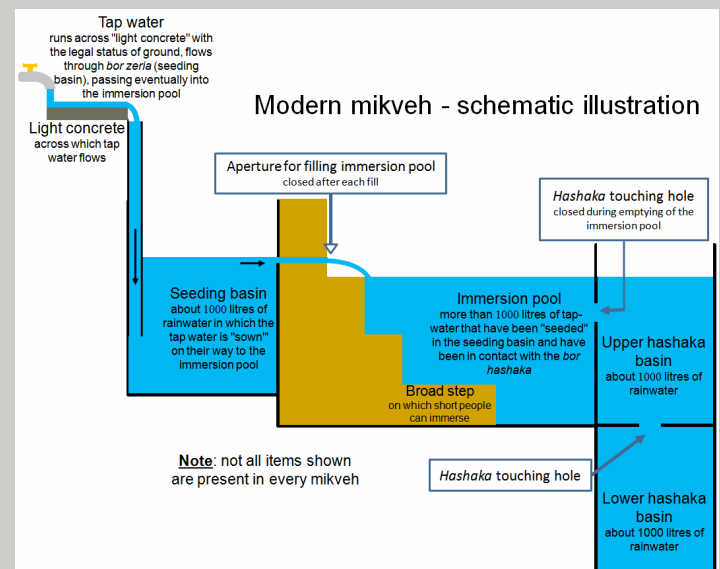 Tap water
runs across "light concrete" with
the legal status of ground, flows
through bor zeria (seeding
basin), passing eventually into
the immersion pool
Modern mikveh - schematic illustration
Light concrete
across which tap
water flows
Aperture for filling immersion pool
closed after each fill
Hashaka touching hole
closed during emptying of the
immersion pool
Seeding basin
about 1000 litres of
rainwater in which the
tap water is "sown"
on their way to the
immersion pool
Immersion pool
more than 1000 litres of tap-
water that have been "seeded"
in the seeding basin and have
been in contact with the bor
hashaka
Upper hashaka
basin
about 1000 litres of
rainwater
Broad step
on which short people
can immerse
Note: not all items shown
are present in every mikveh
Hashaka touching hole
Lower hashaka
basin
about 1000 litres of
rainwater